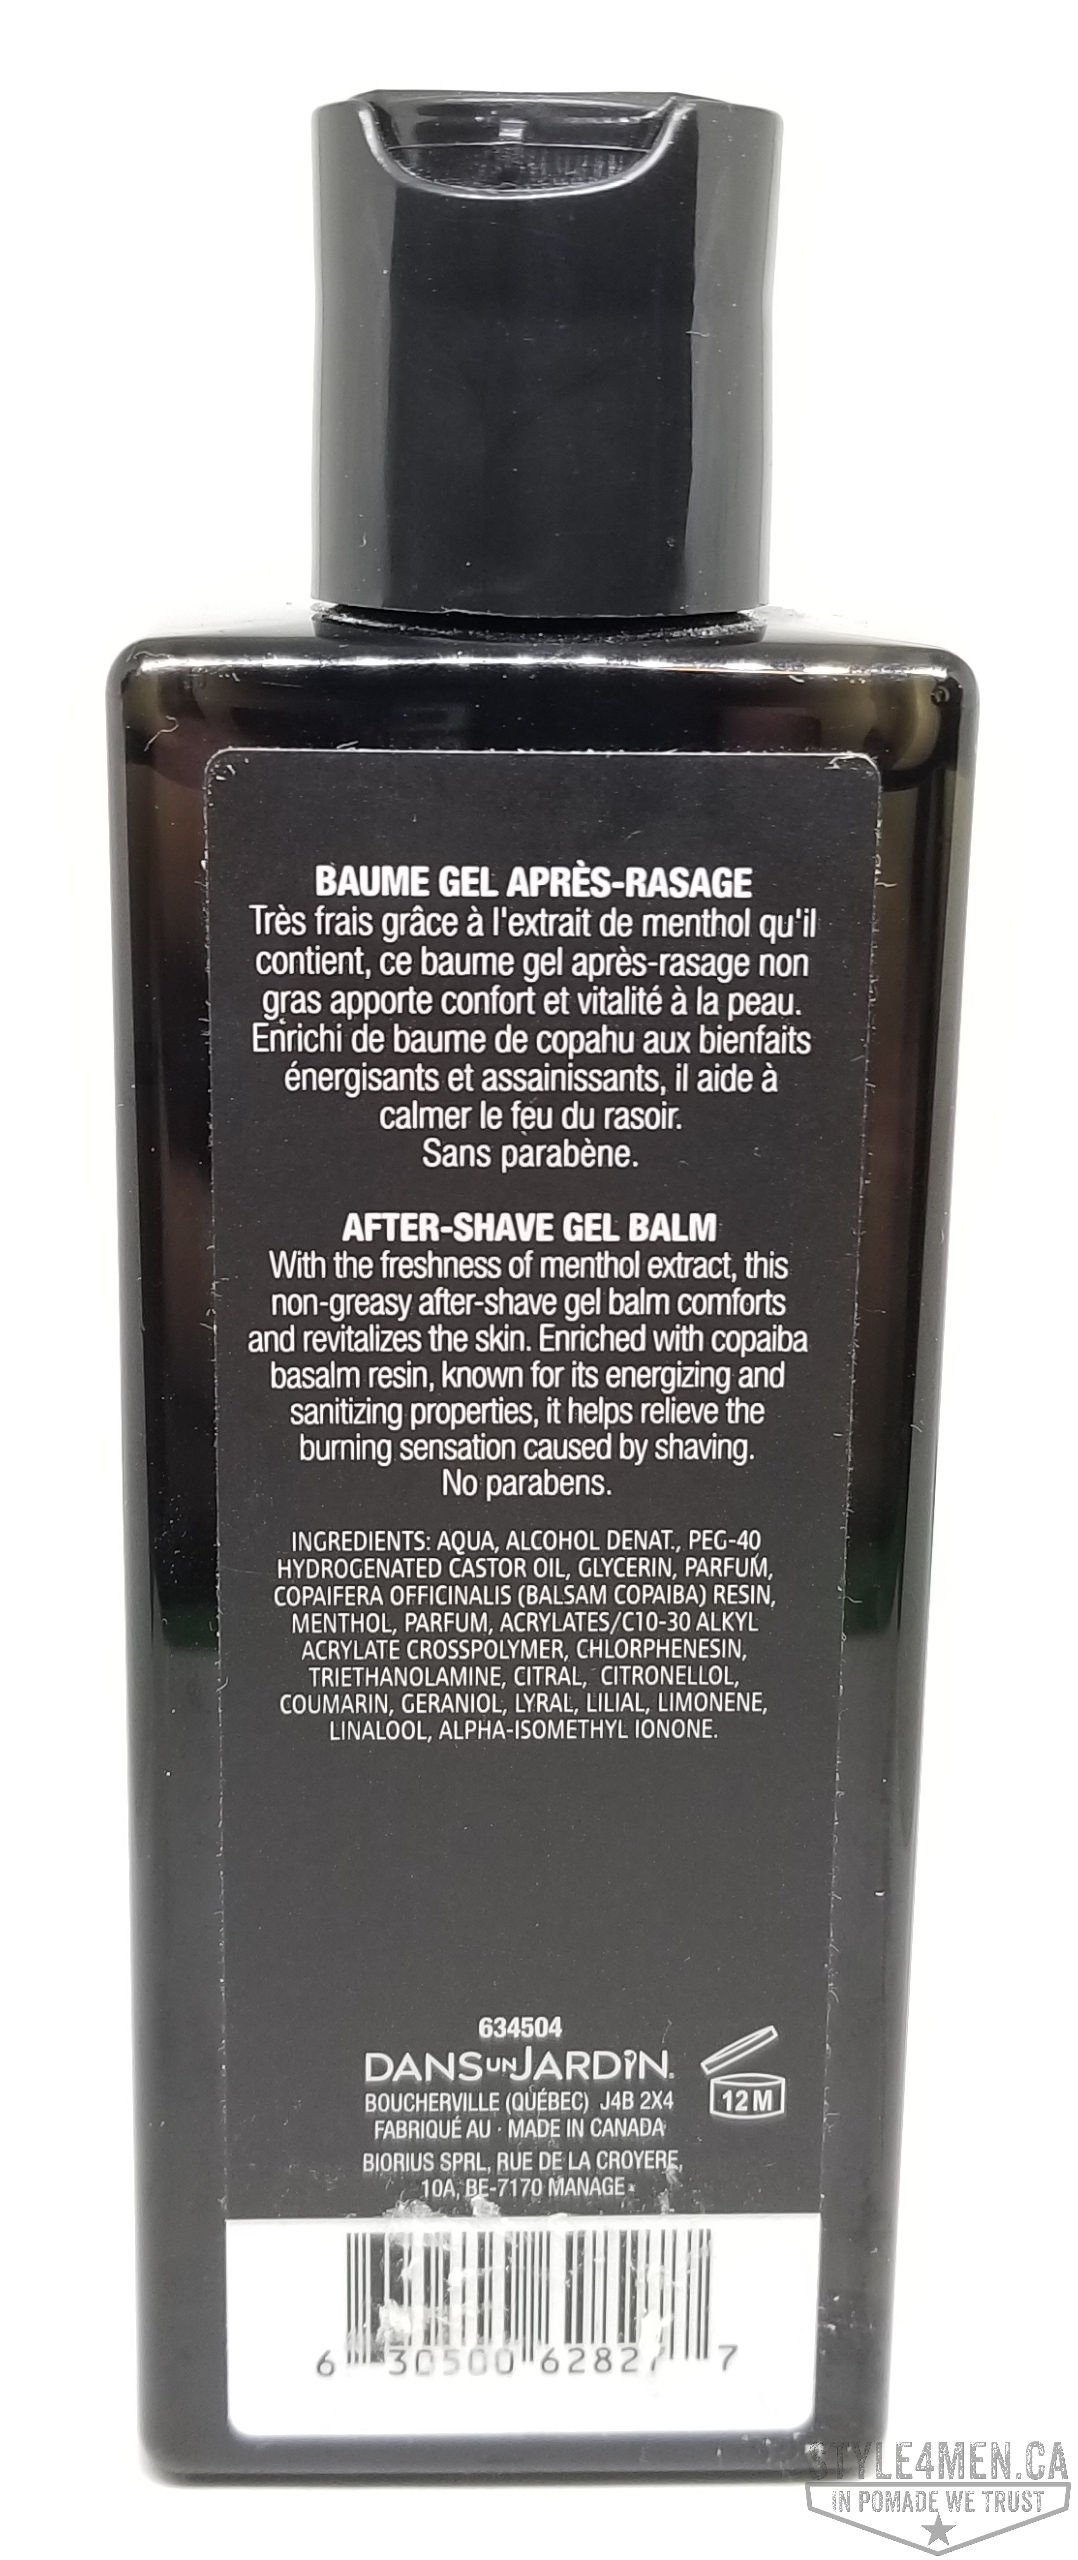 BAUME GEL APRÈS-RASAGE
Très frais grâce à l'extrait de menthol qu'il
contient, ce baume gel après-rasage non
gras apporte confort et vitalité à la peau.
Enrichi de baume de copahu aux bienfaits
énergisants et assainissants, il aide à
calmer le feu du rasoir.
Sans parabène.
AFTER-SHAVE GEL BALM
With the freshness of menthol extract, this
non-greasy after-shave gel balm comforts
and revitalizes the skin. Enriched with copaiba
basalm resin, known for its energizing and
sanitizing properties, it helps relieve the
burning sensation caused by shaving.
No parabens.
INGREDIENTS: AQUA, ALCOHOL DENAT., PEG-40
HYDROGENATED CASTOR OIL, GLYCERIN, PARFUM,
COPAIFERA OFFICINALIS (BALSAM COPAIBA) RESIN,
MENTHOL, PARFUM, ACRYLATES/C10-30 ALKYL
ACRYLATE CROSSPOLYMER, CHLORPHENESIN,
TRIETHANOLAMINE, CITRAL, CITRONELLOL,
COUMARIN, GERANIOL, LYRAL, LILIAL, LIMONENE,
LINALOOL, ALPHA-ISOMETHYL IONONE.
634504
DANS UN JARDIN.
BOUCHERVILLE (QUÉBEC) J4B 2X4
FABRIQUÉ AU · MADE IN CANADA
12 M
BIORIUS SPRL, RUE DE LA CROYERE,
10A, BE-7170 MANAGE
6 30500 62827 7
STYLE4MEN.CA
IN POMADE WE TRUST